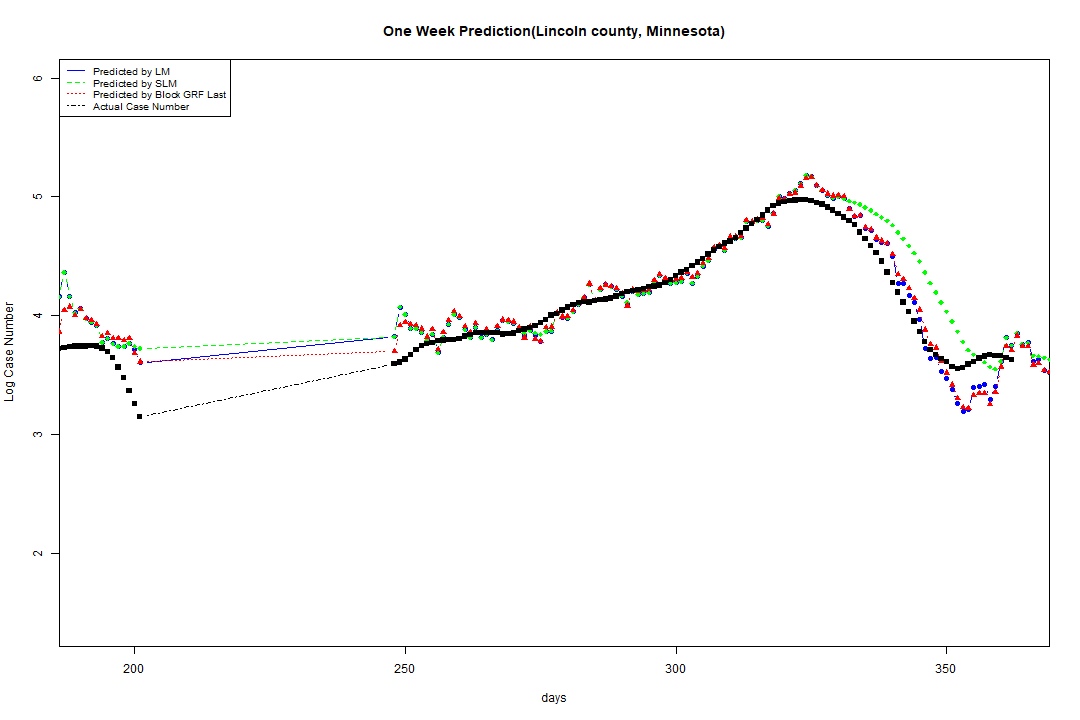 One Week Prediction(Lincoln county, Minnesota)
Predicted by LM
Predicted by SLM
Predicted by Block GRF Last
Actual Case Number
6
5
4
3
2
Log Case Number
200 250 300 350
days